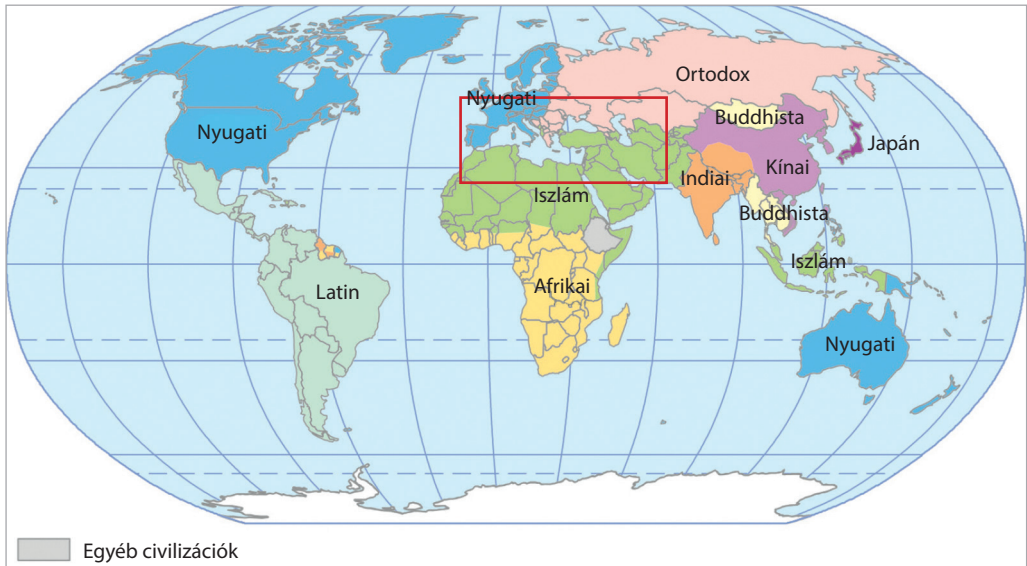 Ortodox
Nyugati
Buddhista
Nyugati
Japán
Kínai
Indiai
Iszlám
Buddhista
Iszlám
Afrikai
Latin
Nyugati
Egyéb civilizációk